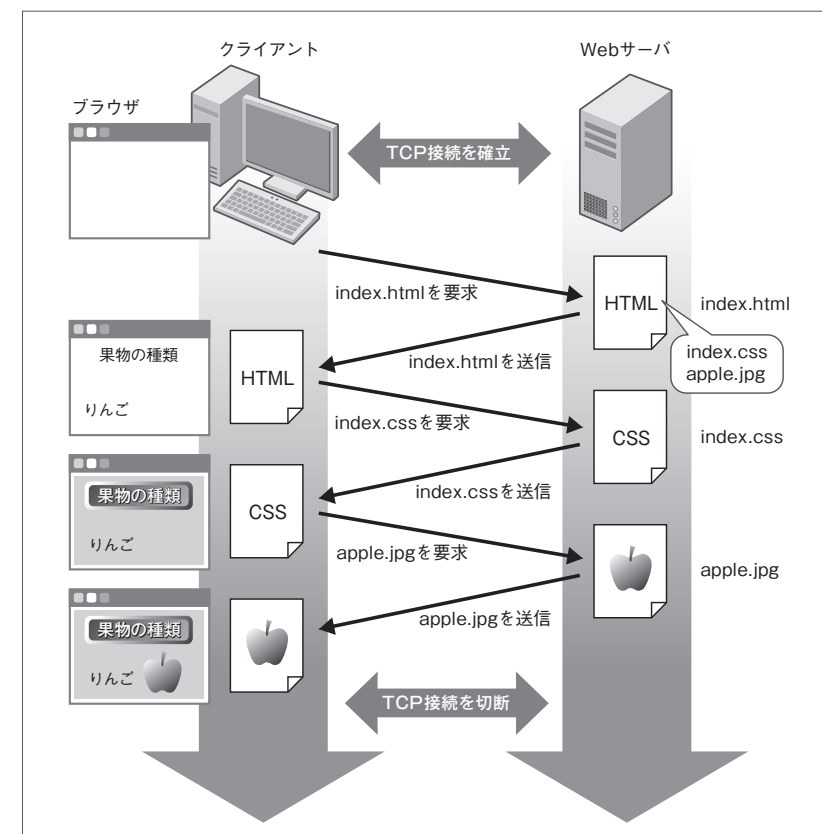 クライアント
Webサーバ
ブラウザ
TCP接続を確立
index.htmlを要求
HTML
index.html
index.css
apple.jpg
index.htmlを送信
果物の種類
りんご
HTML
index.cssを要求
CSS
index.css
index.cssを送信
果物の種類
りんご
CSS
apple.jpgを要求
apple.jpg
apple.jpgを送信
果物の種類
りんご
TCP接続を切断